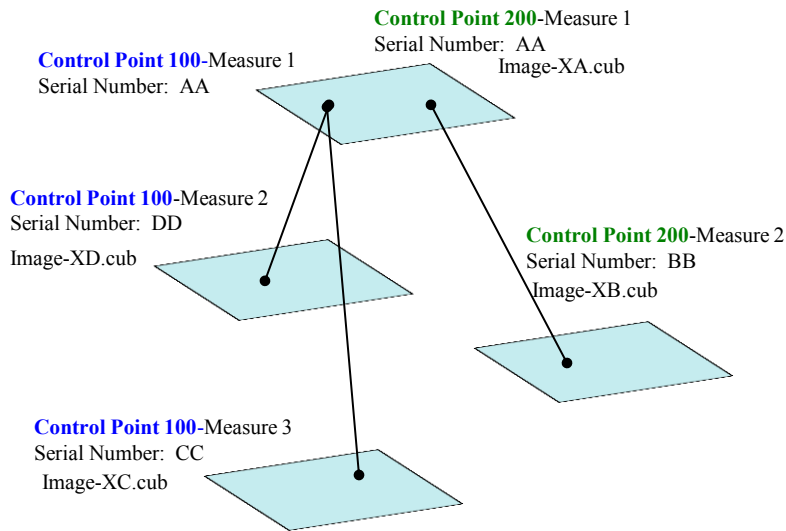 Control Point 200-Measure 1
Serial Number: AA
Image-XA.cub
Control Point 100-Measure 1
Serial Number: AA
Control Point 100-Measure 2
Serial Number: DD
Image-XD.cub
Control Point 200-Measure 2
Serial Number: BB
Image-XB.cub
Control Point 100-Measure 3
Serial Number: CC
Image-XC.cub